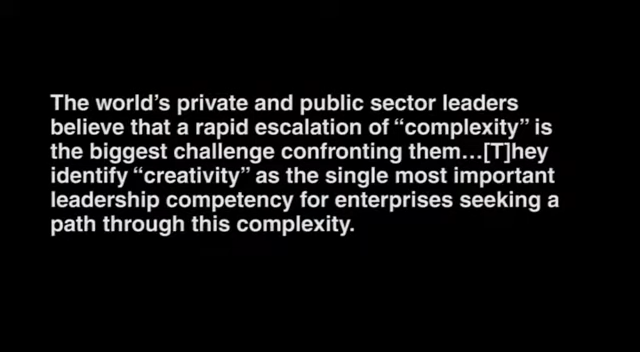 The world’s private and public sector leaders
believe that a rapid escalation of “complexity” is
the biggest challenge confronting them…[T]hey
identify “creativity” as the single most important
leadership competency for enterprises seeking a
path through this complexity.